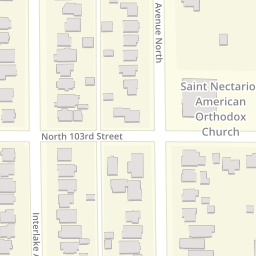 Avenue North
Saint Nectario
American
Orthodox
Church
North 103rd Street
Interlake A